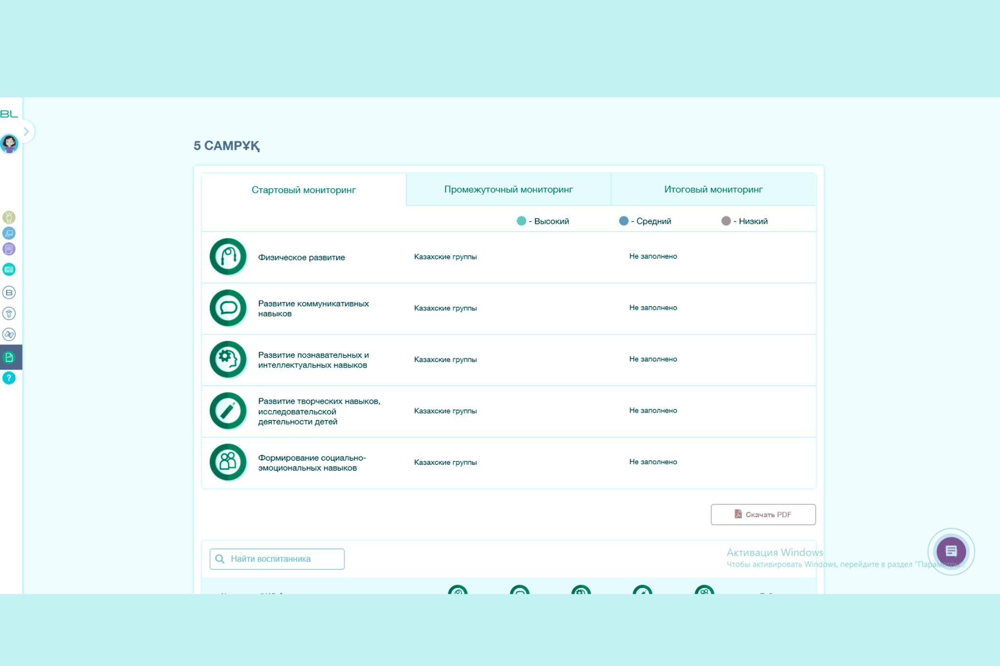 BL
5 САМРҰҚ
Стартовый мониторинг
Промежуточный мониторинг
Итоговый мониторинг
- Высокий
- Средний
- Низкий
Физическое развитие
Казахские группы
Не заполнено
Развитие коммуникативных
навыков
Казахские группы
Не заполнено
Развитие познавательных и
интеллектуальных навыков
Казахские группы
Не заполнено
Развитие творческих навыков,
исследовательской
деятельности детей
Казахские группы
Не заполнено
Формирование социально-
эмоциональных навыков
Казахские группы
Не заполнено
B
?
Скачать PDF
Найти воспитанника
Активация Windows
Чтобы активировать Windows, перейдите в раздел "Параметры".